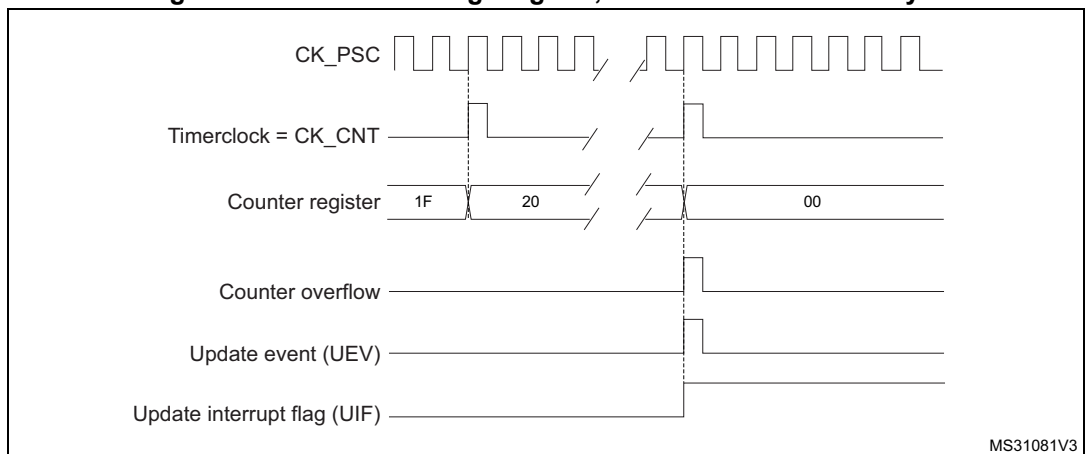 CK_PSC
Timerclock = CK_CNT
Counter register
1F
20
00
Counter overflow
Update event (UEV)
Update interrupt flag (UIF)
MS31081V3